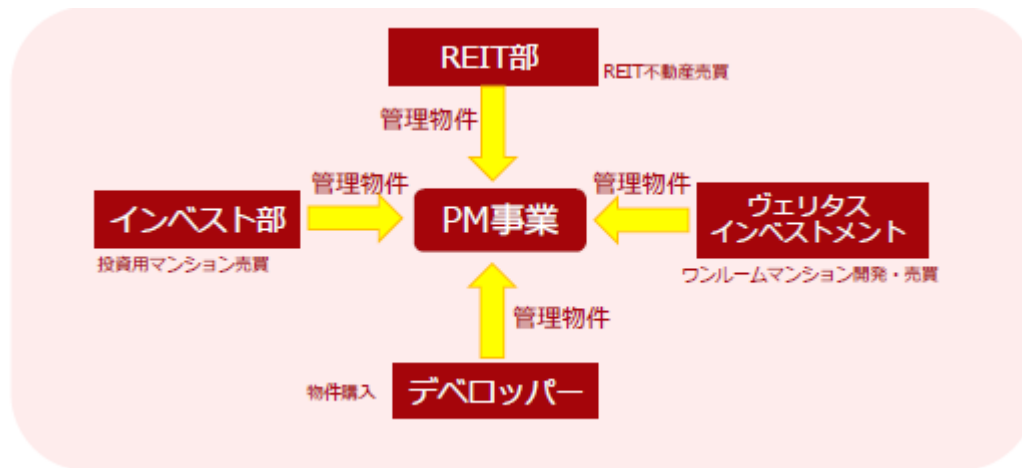 REIT部
REIT不動産売買
管理物件
管理物件
管理物件
インベスト部
PM事業
ヴェリタス
インベストメント
投資用マンション売買
ワンルームマンション開発・売買
管理物件
物件購入
デベロッパー